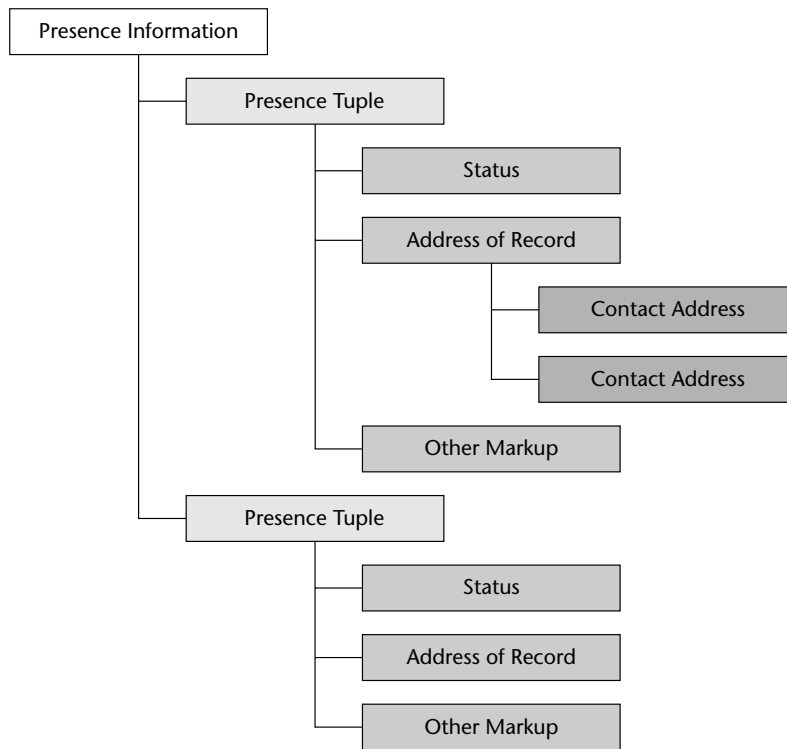 Presence Information
Presence Tuple
Status
Address of Record
Contact Address
Contact Address
Other Markup
Presence Tuple
Status
Address of Record
Other Markup